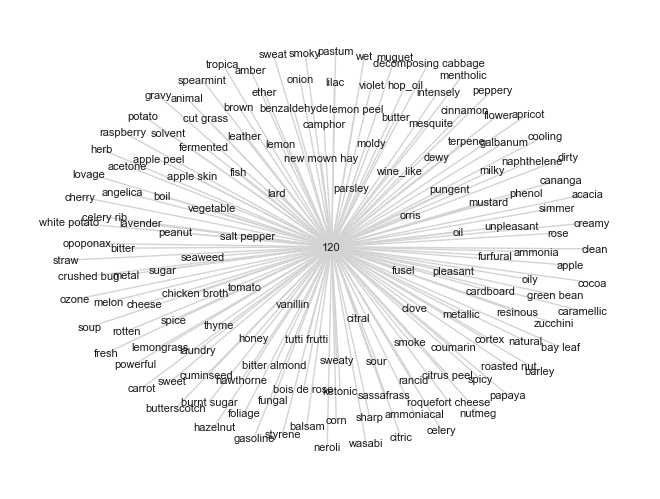 pastum
sweat
smoky
wet
muguet
tropica
decomposing cabbage
amber
mentholic
spearmint
onion
lilac
violet
hop_oil
ether
intensely
peppery
gravy
animal
brown
benzaldehyde
lemon peel
cinnamon
potato
cut grass
camphor
butter
mesquite
flower
apricot
raspberry
solvent
leather
cooling
herb
fermented
lemon
moldy
terpene
galbanum
acetone
apple peel
new mown hay
dewy
naphthelene
dirty
lovage
apple skin
fish
wine_like
milky
cananga
cherry
angelica
boil
lard
parsley
pungent
phenol
acacia
white potato
celery rib
lavender
vegetable
orris
mustard
simmer
creamy
peanut
salt pepper
oil
unpleasant
rose
opoponax
bitter
120
clean
straw
seaweed
furfural
ammonia
apple
crushed bug
metal
sugar
fusel
pleasant
oily
cocoa
ozone
melon
cheese
chicken broth
tomato
cardboard
green bean
caramellic
soup
rotten
spice
thyme
vanillin
citral
clove
metallic
resinous
zucchini
fresh
lemongrass
laundry
honey
tutti frutti
smoke
coumarin
cortex
natural
bay leaf
powerful
cuminseed
bitter almond
sweaty
sour
roasted nut
barley
carrot
sweet
hawthorne
bois de rose
ketonic
rancid
citrus peel
spicy
papaya
butterscotch
burnt sugar
fungal
sassafrass
roquefort cheese
nutmeg
hazelnut
foliage
balsam
corn
sharp
ammoniacal
gasoline
styrene
neroli
wasabi
citric
celery